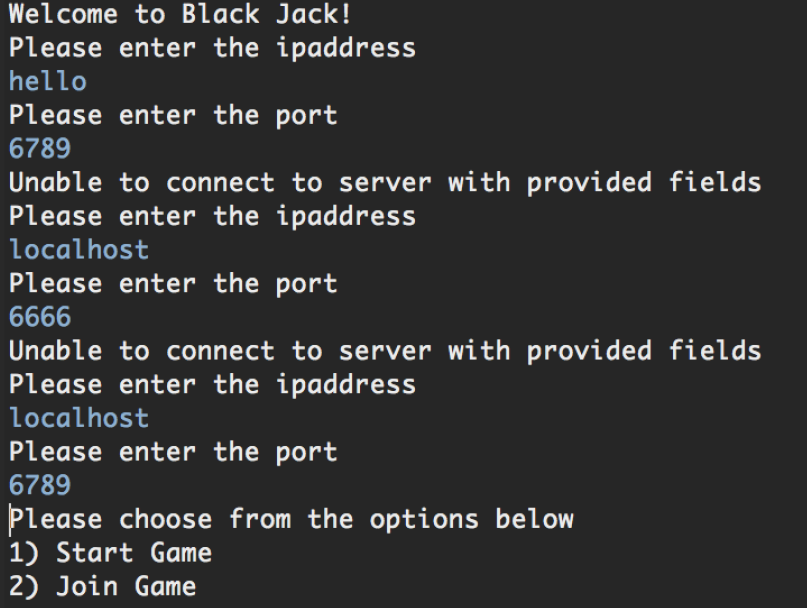 Welcome to Black Jack!
Please enter the ipaddress
hello
Please enter the port
6789
Unable to connect to server with provided fields
Please enter the ipaddress
localhost
Please enter the port
6666
Unable to connect to server with provided fields
Please enter the ipaddress
localhost
Please enter the port
6789
Please choose from the options below
1) Start Game
2) Join Game